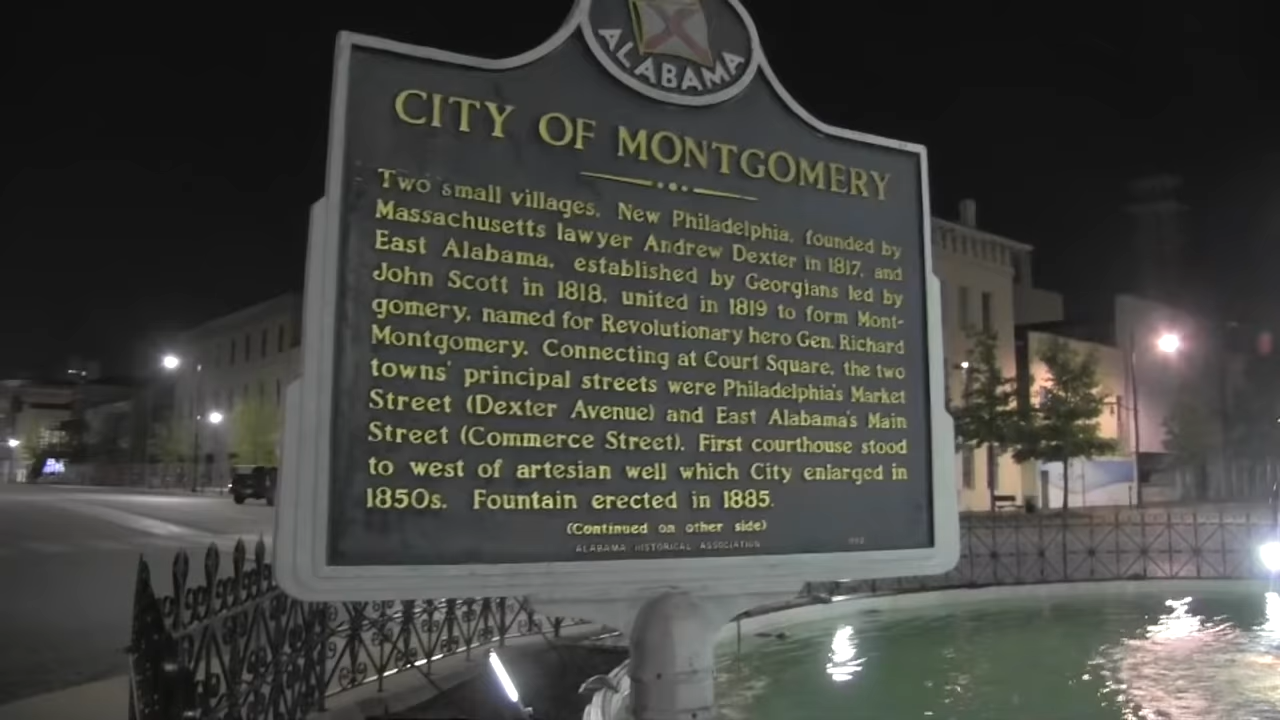 ALABAMA
CITY OF MONTGOMERY
Two small villages, New Philadelphia, founded by
Massachusetts lawyer Andrew Dexter in 1817, and
East Alabama, established by Georgians led by
John Scott in 1818, united in 1819 to form Mont-
gomery, named for Revolutionary hero Gen. Richard
Montgomery. Connecting at Court Square, the two
towns' principal streets were Philadelphia's Market
Street (Dexter Avenue) and East Alabama's Main
Street (Commerce Street). First courthouse stood
to west of artesian well which City enlarged in
1850s. Fountain erected in 1885.
(Continued on other side)
ALABAMA HISTORICAL ASSOCIATION